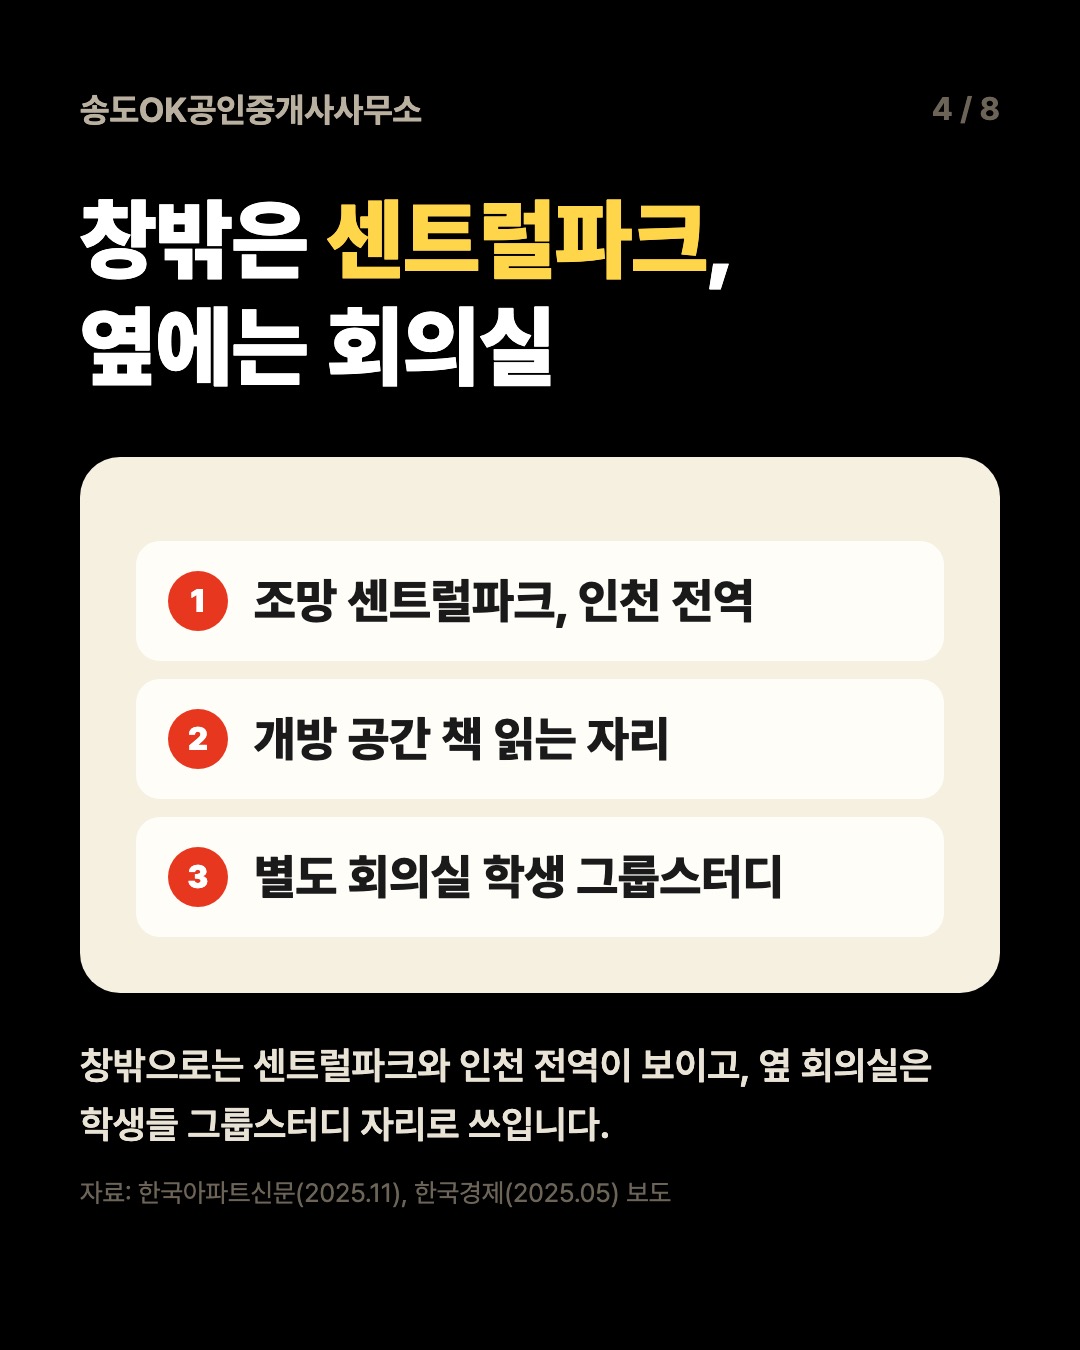 송도OK공인중개사사무소
4 / 8
창밖은 센트럴파크,
옆에는 회의실
1 조망 센트럴파크, 인천 전역
2 개방 공간 책 읽는 자리
3 별도 회의실 학생 그룹스터디
창밖으로는 센트럴파크와 인천 전역이 보이고, 옆 회의실은
학생들 그룹스터디 자리로 쓰입니다.
자료: 한국아파트신문(2025.11), 한국경제(2025.05) 보도